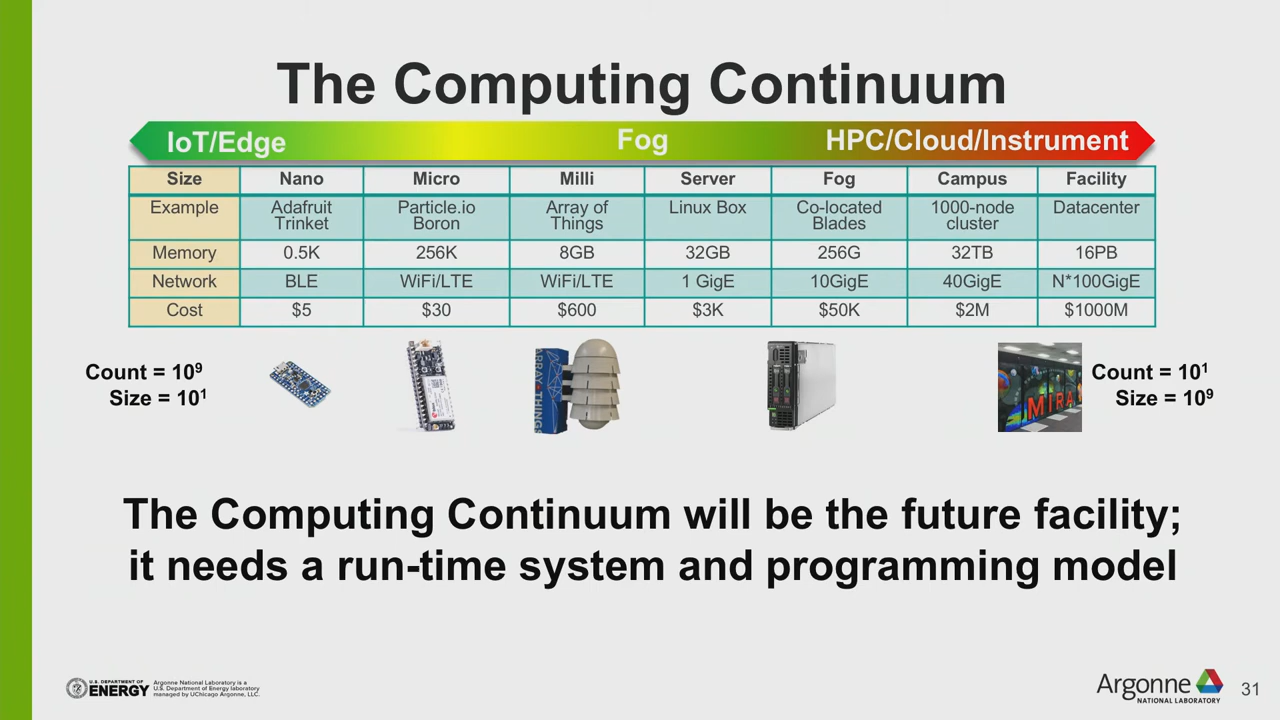 The Computing Continuum
IoT/Edge Fog HPC/Cloud/Instrument
Size Nano Micro Milli Server Fog Campus Facility
Example Adafruit Trinket Particle.io Boron Array of Things Linux Box Co-located Blades 1000-node cluster Datacenter
Memory 0.5K 256K 8GB 32GB 256G 32TB 16PB
Network BLE WiFi/LTE WiFi/LTE 1 GigE 10GigE 40GigE N*100GigE
Cost $5 $30 $600 $3K $50K $2M $1000M
Count = 10⁹
Size = 10¹
ARRAY OF THINGS
MIRA
Count = 10¹
Size = 10⁹
The Computing Continuum will be the future facility;
it needs a run-time system and programming model
U.S. DEPARTMENT OF
ENERGY
Argonne National Laboratory is a
U.S. Department of Energy laboratory
managed by UChicago Argonne, LLC.
Argonne
NATIONAL LABORATORY
31